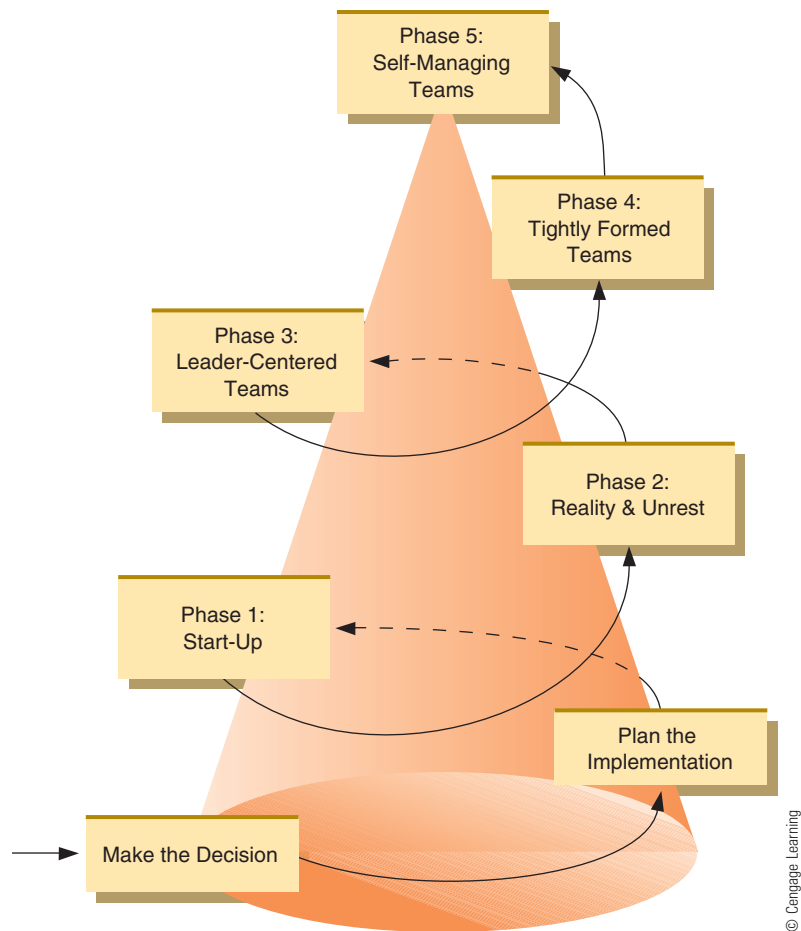 Phase 5:
Self-Managing
Teams
Phase 4:
Tightly Formed
Teams
Phase 3:
Leader-Centered
Teams
Phase 2:
Reality & Unrest
Phase 1:
Start-Up
Plan the
Implementation
Make the Decision
© Cengage Learning